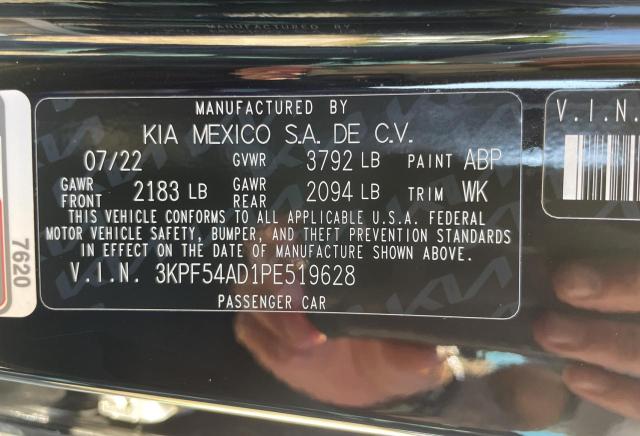 MANUFACTURED BY
KIA MEXICO S.A. DE C.V.
07/22 GVWR 3792 LB PAINT ABP
GAWR FRONT 2183 LB GAWR REAR 2094 LB TRIM WK
THIS VEHICLE CONFORMS TO ALL APPLICABLE U.S.A. FEDERAL
MOTOR VEHICLE SAFETY, BUMPER, AND THEFT PREVENTION STANDARDS
IN EFFECT ON THE DATE OF MANUFACTURE SHOWN ABOVE.
V.I.N. 3KPF54AD1PE519628
PASSENGER CAR
V.I.N.
7620